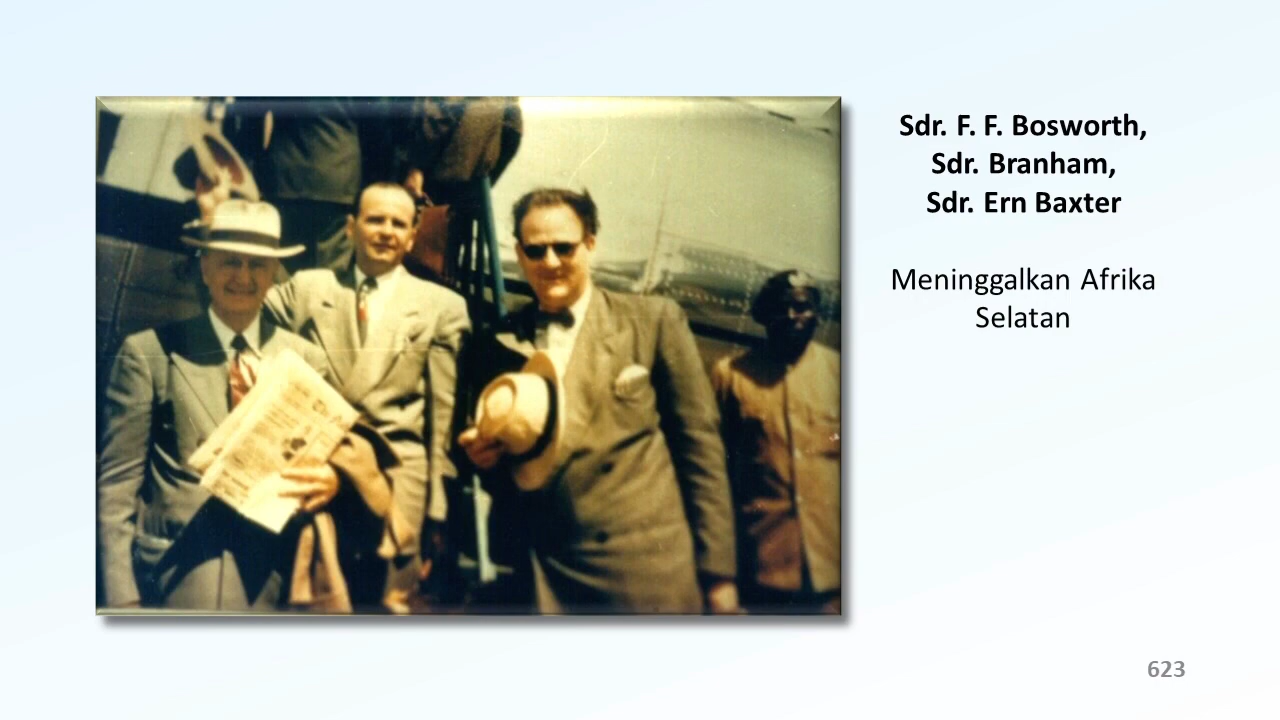 Sdr. F. F. Bosworth,
Sdr. Branham,
Sdr. Ern Baxter
Meninggalkan Afrika
Selatan
623